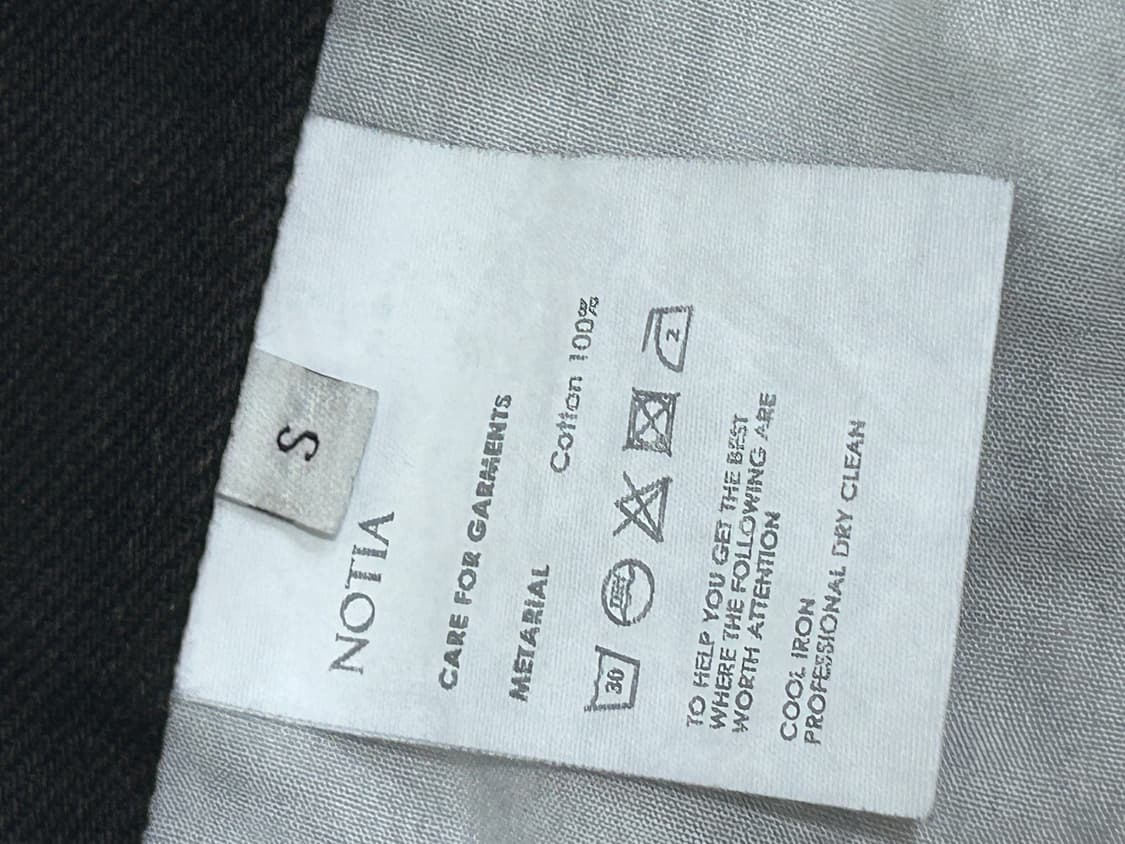 S
NOTIA
CARE FOR GARMENTS
METARIAL
Cotton 100%
30
2
TO HELP YOU GET THE BEST
WHERE THE FOLLOWING ARE
WORTH ATTENTION
COOL IRON
PROFESSIONAL DRY CLEAN